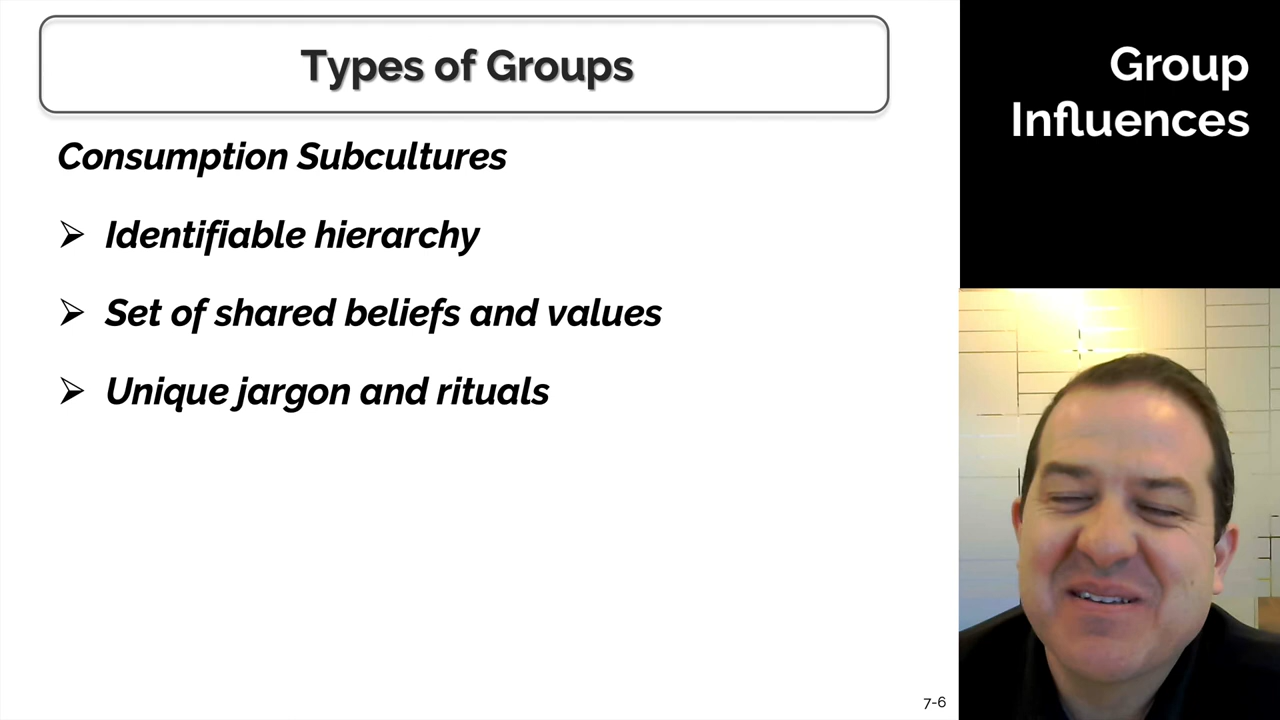 Types of Groups
Consumption Subcultures
➢ Identifiable hierarchy
➢ Set of shared beliefs and values
➢ Unique jargon and rituals
7-6
Group
Influences